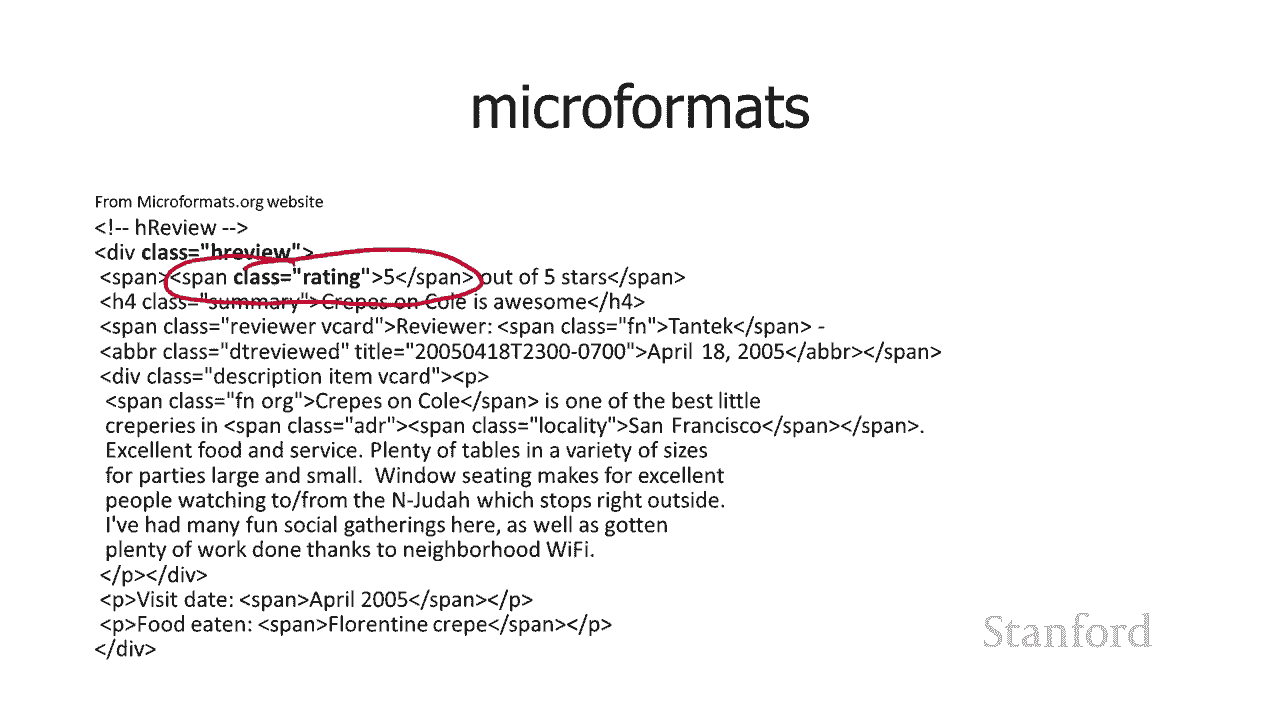 microformats
From Microformats.org website
<!-- hReview -->
<div class="hreview">
<span><span class="rating">5</span> out of 5 stars</span>
<h4 class="summary">Crepes on Cole is awesome</h4>
<span class="reviewer vcard">Reviewer: <span class="fn">Tantek</span> -
<abbr class="dtreviewed" title="20050418T2300-0700">April 18, 2005</abbr></span>
<div class="description item vcard"><p>
<span class="fn org">Crepes on Cole</span> is one of the best little
creperies in <span class="adr"><span class="locality">San Francisco</span></span>.
Excellent food and service. Plenty of tables in a variety of sizes
for parties large and small.  Window seating makes for excellent
people watching to/from the N-Judah which stops right outside.
I've had many fun social gatherings here, as well as gotten
plenty of work done thanks to neighborhood WiFi.
</p></div>
<p>Visit date: <span>April 2005</span></p>
<p>Food eaten: <span>Florentine crepe</span></p>
</div>
Stanford